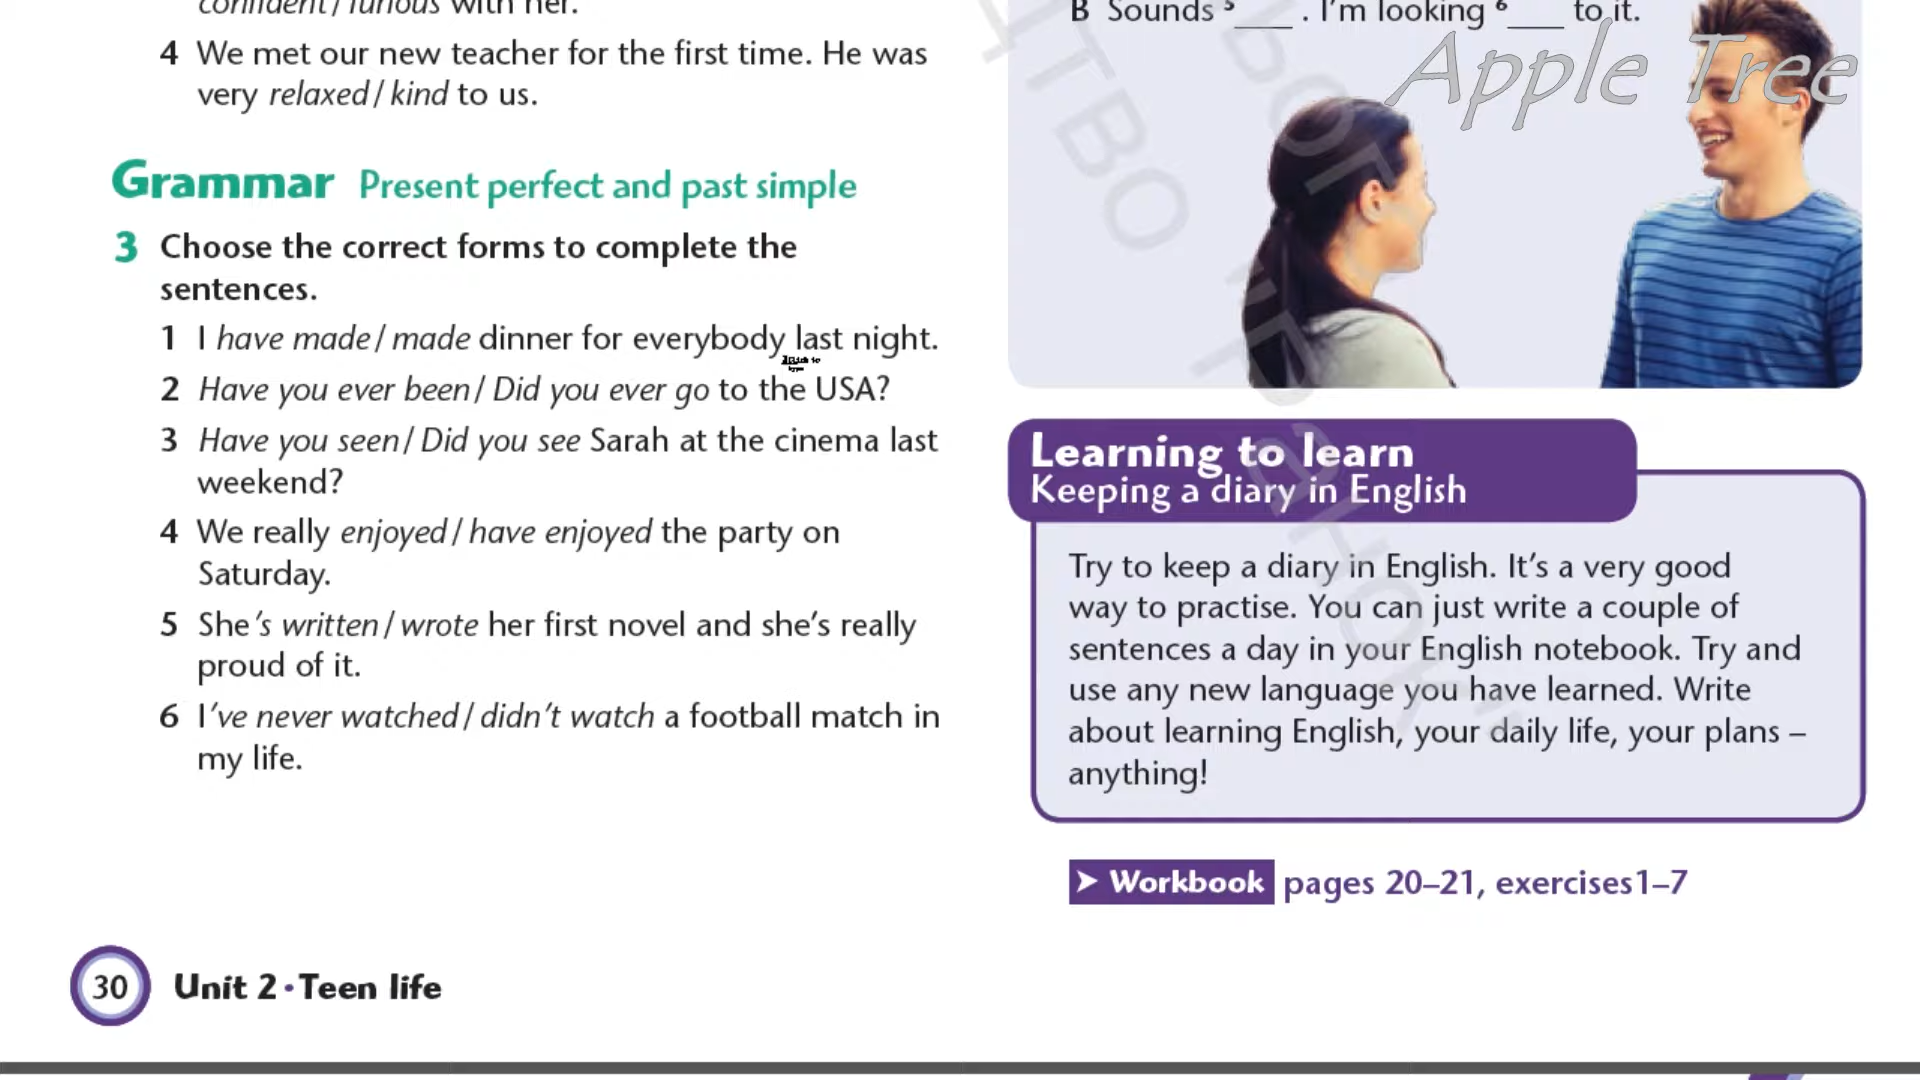 confident / furious with her.
4 We met our new teacher for the first time. He was
very relaxed / kind to us.
Grammar Present perfect and past simple
3 Choose the correct forms to complete the
sentences.
1 I have made / made dinner for everybody last night.
2 Have you ever been / Did you ever go to the USA?
3 Have you seen / Did you see Sarah at the cinema last
weekend?
4 We really enjoyed / have enjoyed the party on
Saturday.
5 She's written / wrote her first novel and she's really
proud of it.
6 I've never watched / didn't watch a football match in
my life.
B Sounds 5___ . I'm looking 6___ to it.
Apple Tree
Learning to learn
Keeping a diary in English
Try to keep a diary in English. It's a very good
way to practise. You can just write a couple of
sentences a day in your English notebook. Try and
use any new language you have learned. Write
about learning English, your daily life, your plans –
anything!
➤ Workbook pages 20–21, exercises1–7
30 Unit 2 • Teen life